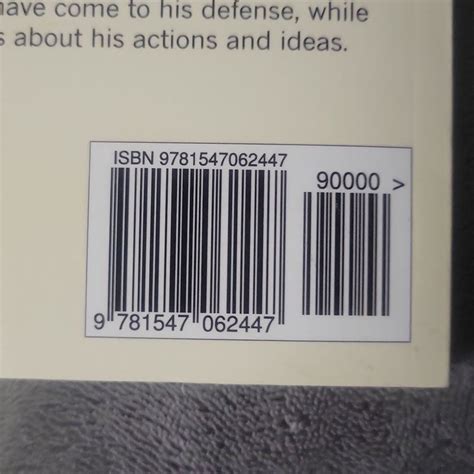 have come to his defense, while
s about his actions and ideas.
ISBN 9781547062447
90000 >
9 781547 062447